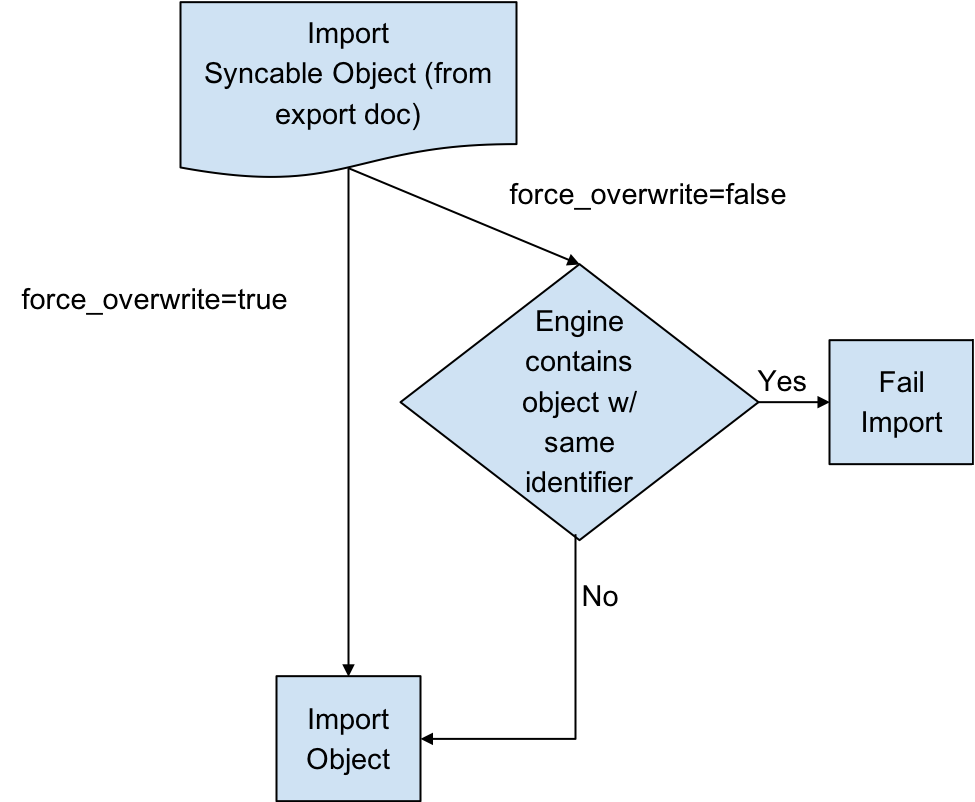 Import
Syncable Object (from
export doc)
force_overwrite=false
force_overwrite=true
Engine
contains
object w/
same
identifier
Yes
Fail
Import
No
Import
Object